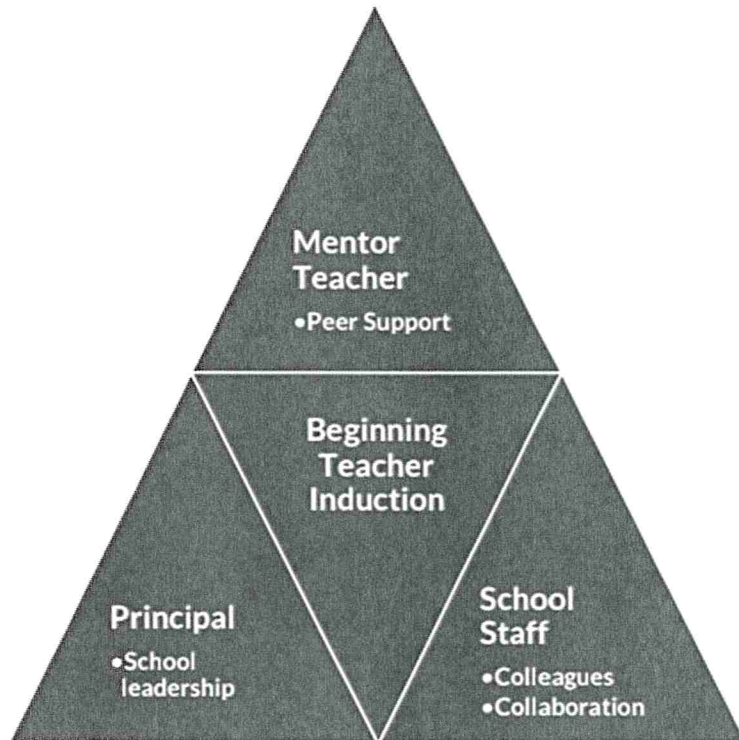 Mentor
Teacher
•Peer Support
Beginning
Teacher
Induction
Principal
•School
leadership
School
Staff
•Colleagues
•Collaboration